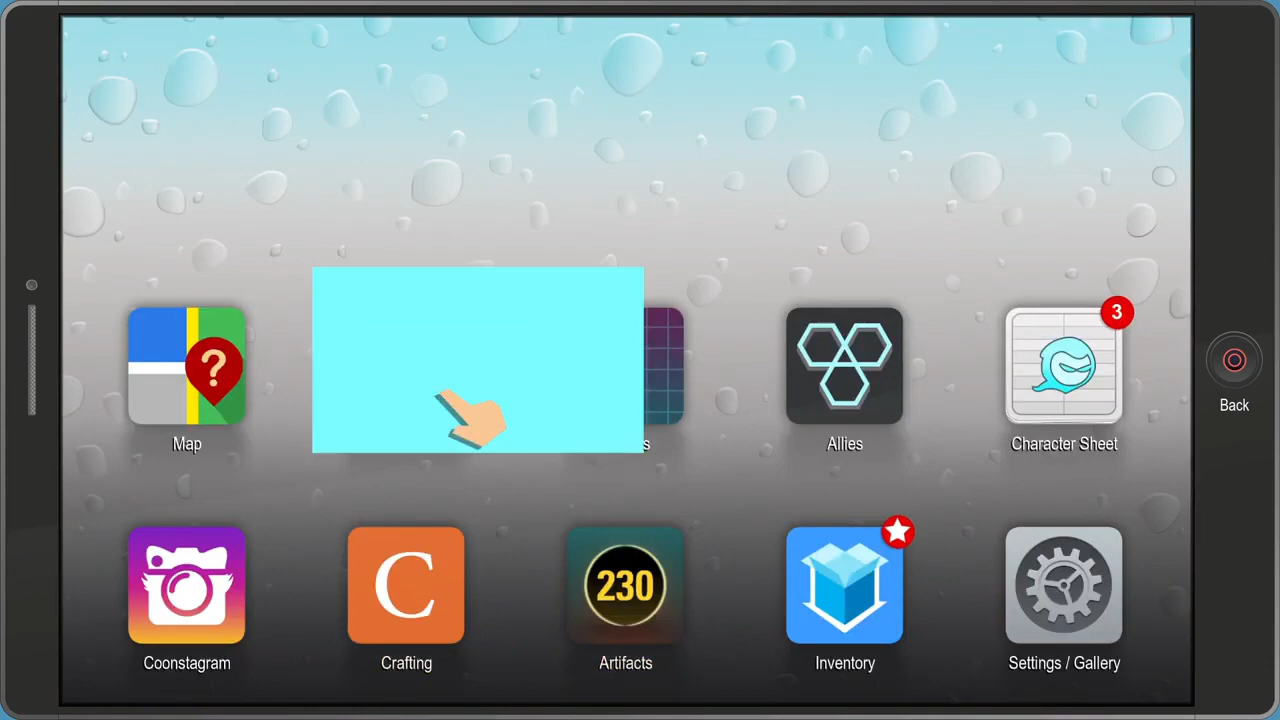 3
?
Map
Allies
Character Sheet
Back
C
230
Coonstagram
Crafting
Artifacts
Inventory
Settings / Gallery